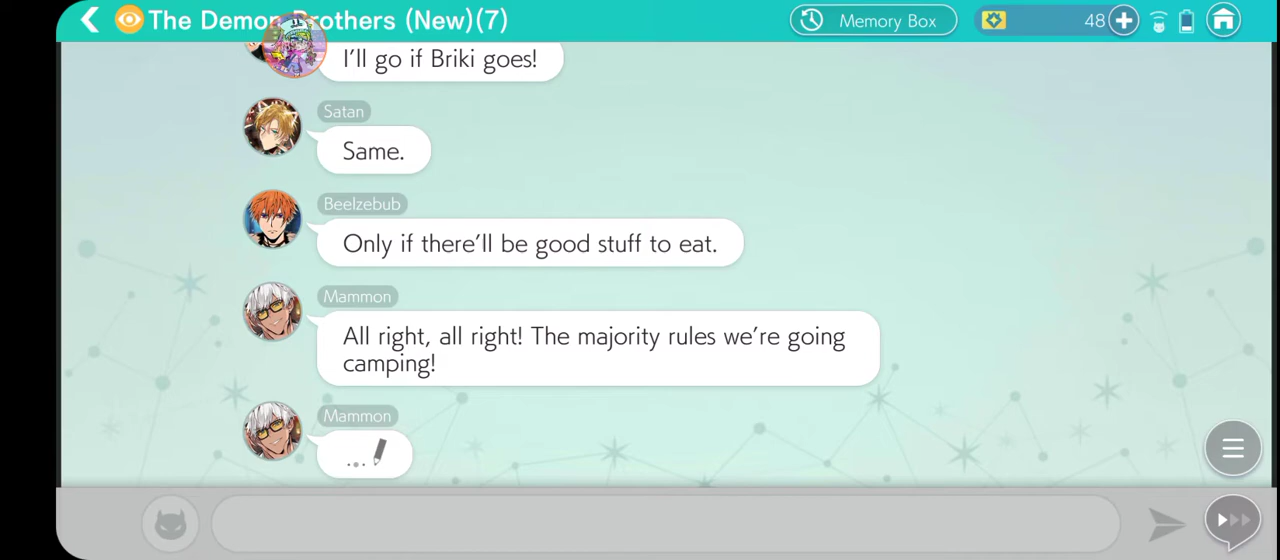 The Demon Brothers (New)(7)
Memory Box
48
I'll go if Briki goes!
Satan
Same.
Beelzebub
Only if there'll be good stuff to eat.
Mammon
All right, all right! The majority rules we're going
camping!
Mammon
...